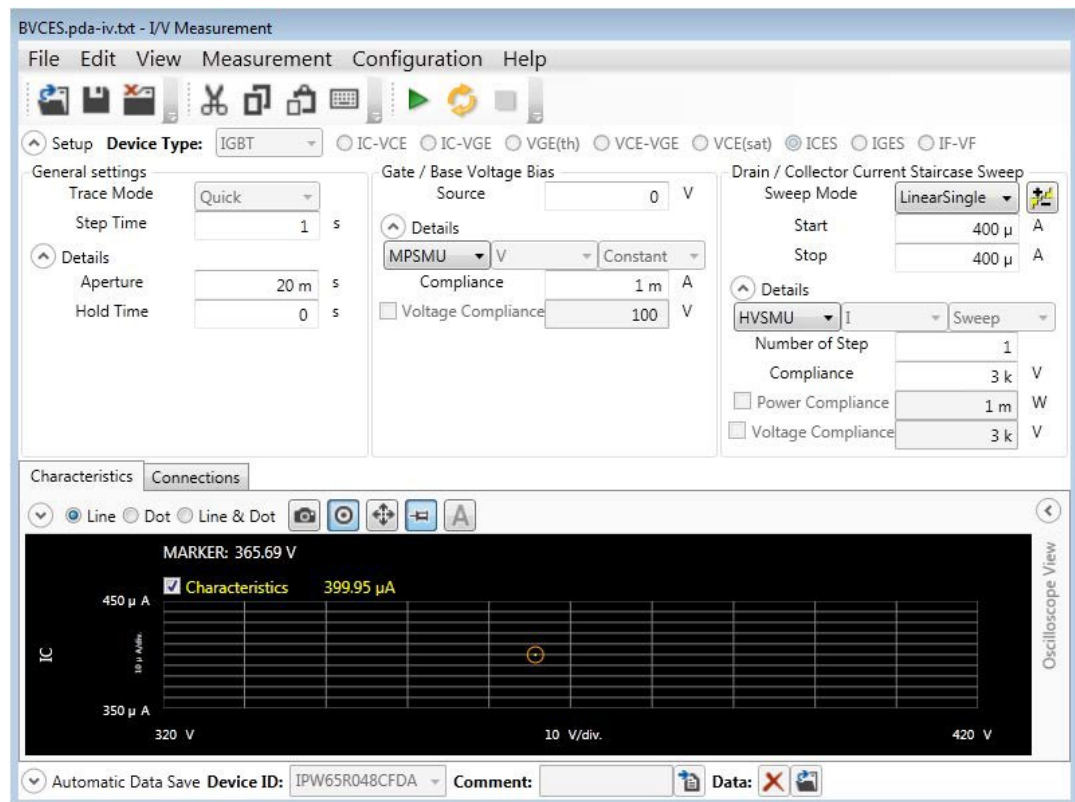 BVCES.pda-iv.txt - I/V Measurement
File Edit View Measurement Configuration Help
Setup Device Type: IGBT IC-VCE IC-VGE VGE(th) VCE-VGE VCE(sat) ICES IGES IF-VF
General settings
Trace Mode Quick
Step Time 1 s
Details
Aperture 20 m s
Hold Time 0 s
Gate / Base Voltage Bias
Source 0 V
Details
MPSMU V Constant
Compliance 1 m A
Voltage Compliance 100 V
Drain / Collector Current Staircase Sweep
Sweep Mode LinearSingle
Start 400 μ A
Stop 400 μ A
Details
HVSMU I Sweep
Number of Step 1
Compliance 3 k V
Power Compliance 1 m W
Voltage Compliance 3 k V
Characteristics Connections
Line Dot Line & Dot A
MARKER: 365.69 V
Characteristics 399.95 μA
450 μ A
IC
10 μ A/div.
350 μ A
320 V 10 V/div. 420 V
Oscilloscope View
Automatic Data Save Device ID: IPW65R048CFDA Comment: Data: